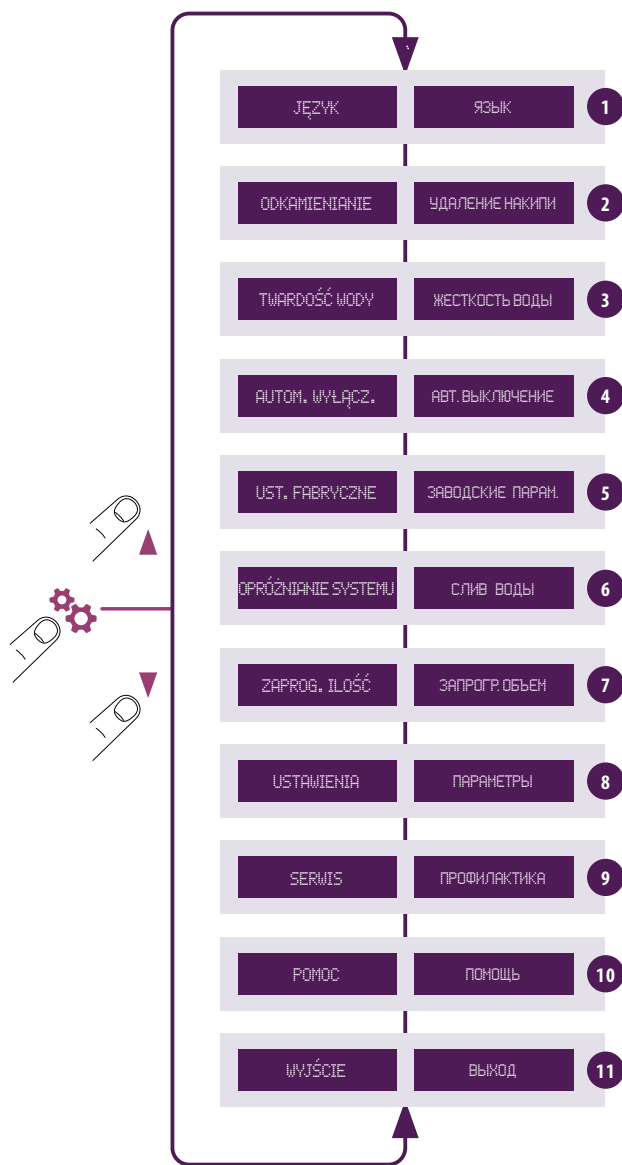 JĘZYK ЯЗЫК 1
ODKAMIENIANIE УДАЛЕНИЕ НАКИПИ 2
TWARDOŚĆ WODY ЖЕСТКОСТЬ ВОДЫ 3
AUTOM. WYŁĄCZ. АВТ. ВЫКЛЮЧЕНИЕ 4
UST. FABRYCZNE ЗАВОДСКИЕ ПАРАМ. 5
OPRÓŻNIANIE SYSTEMU СЛИВ ВОДЫ 6
ZAPROG. ILOŚĆ ЗАПРОГР. ОБЪЕМ 7
USTAWIENIA ПАРАМЕТРЫ 8
SERWIS ПРОФИЛАКТИКА 9
POMOC ПОМОЩЬ 10
WYJŚCIE ВЫХОД 11